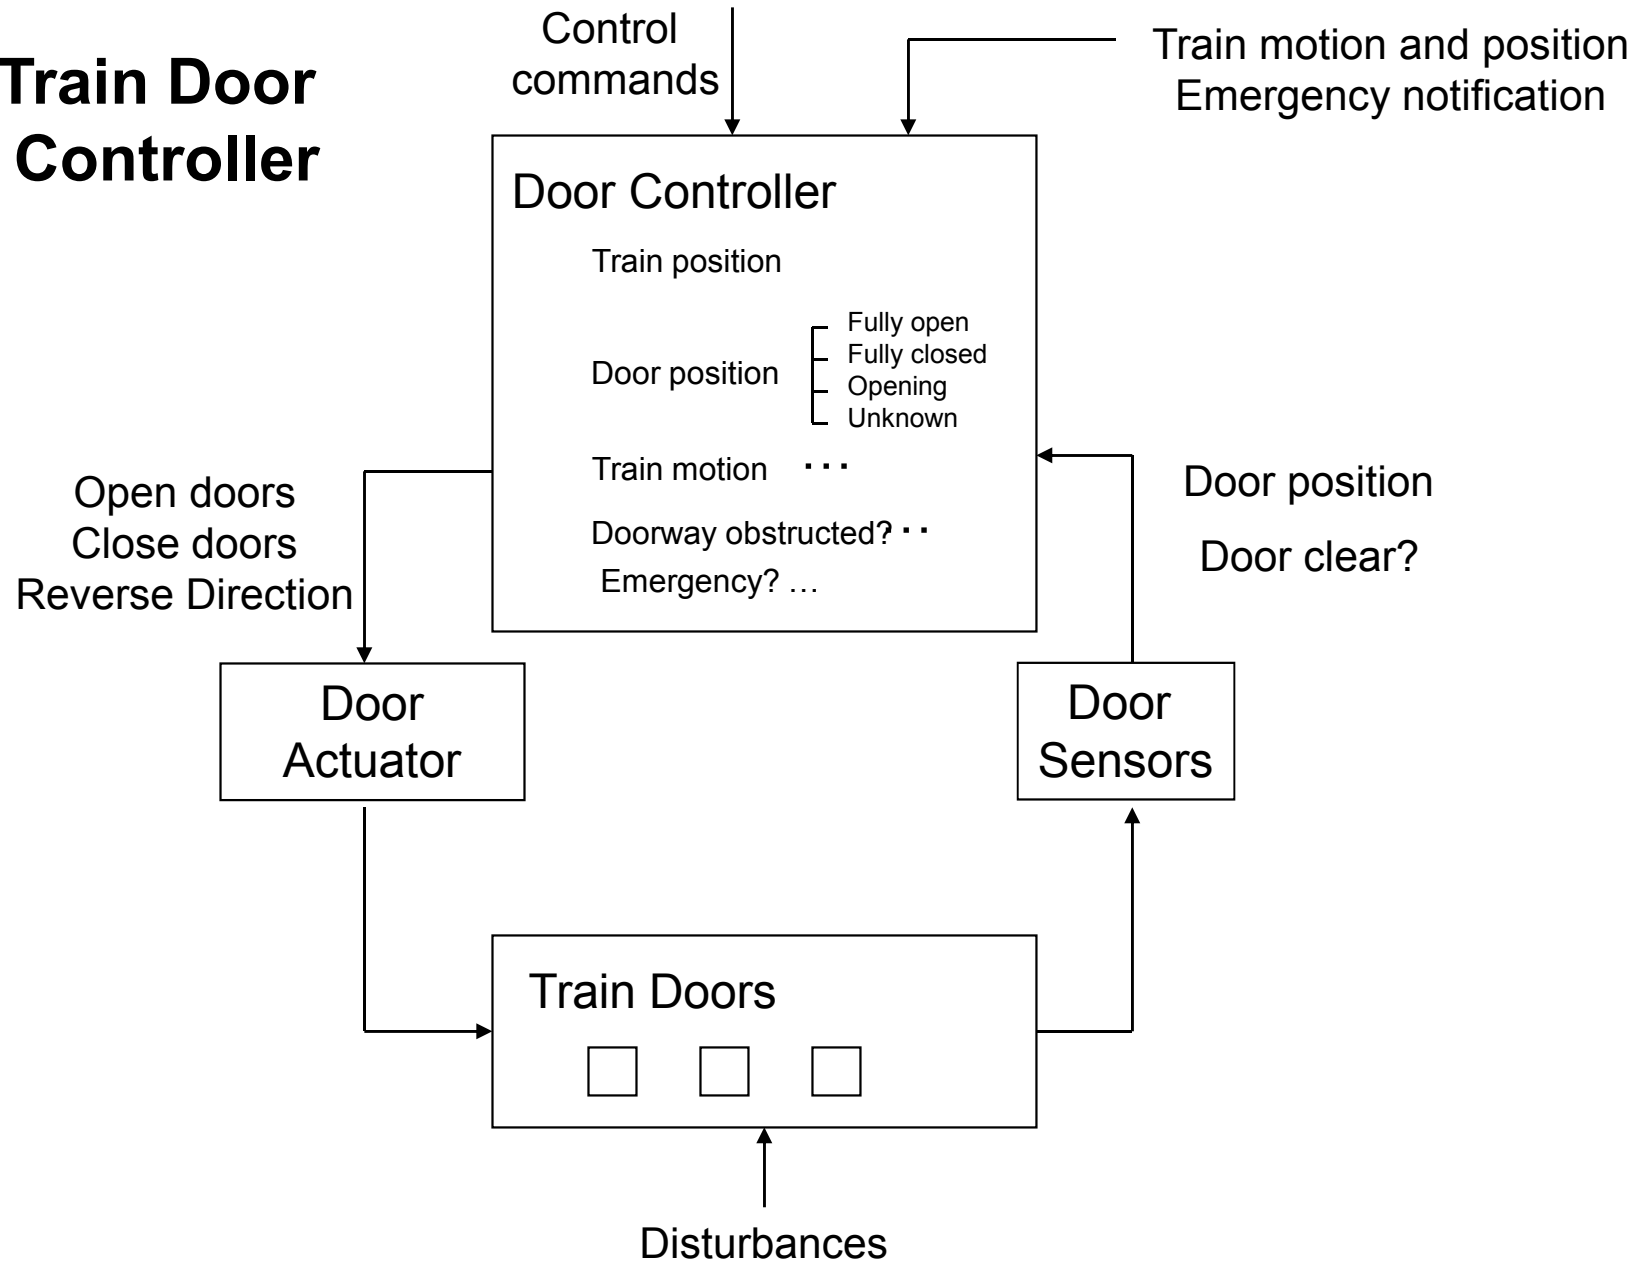 Train Door
Controller
Control
commands
Train motion and position
Emergency notification
Door Controller
Train position
Door position
Fully open
Fully closed
Opening
Unknown
Train motion ...
Doorway obstructed? ..
Emergency? ...
Open doors
Close doors
Reverse Direction
Door position
Door clear?
Door
Actuator
Door
Sensors
Train Doors
Disturbances